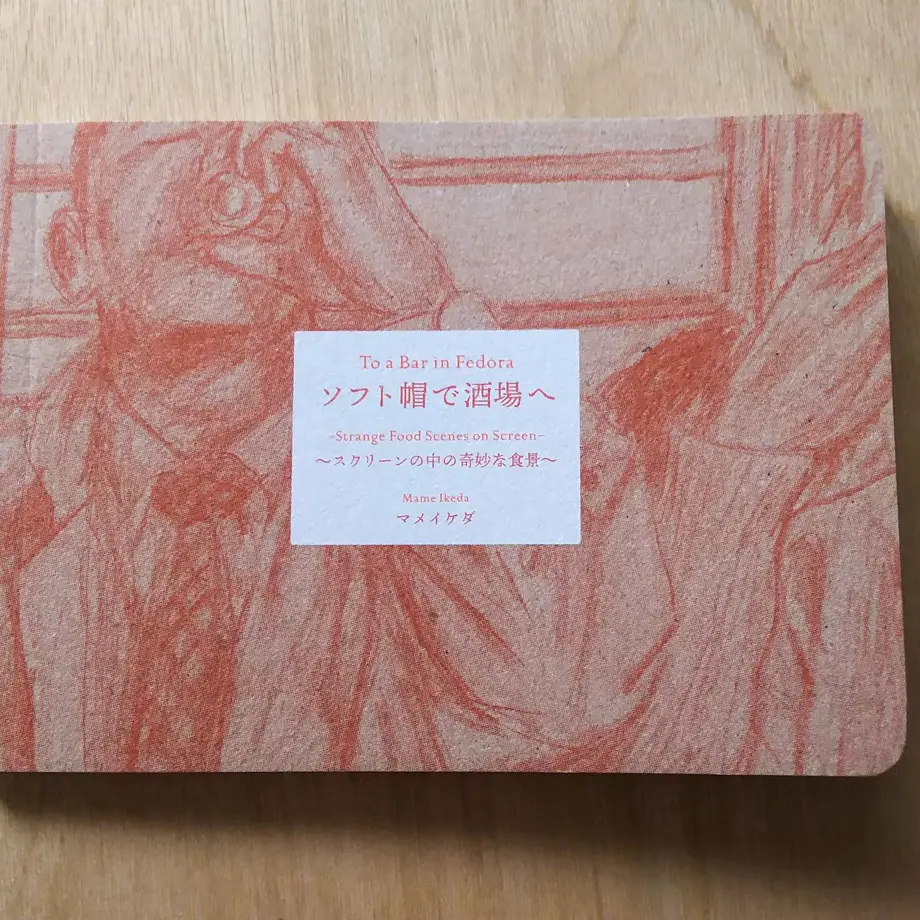 To a Bar in Fedora
ソフト帽で酒場へ
-Strange Food Scenes on Screen-
〜スクリーンの中の奇妙な食景〜
Mame Ikeda
マメイケダ